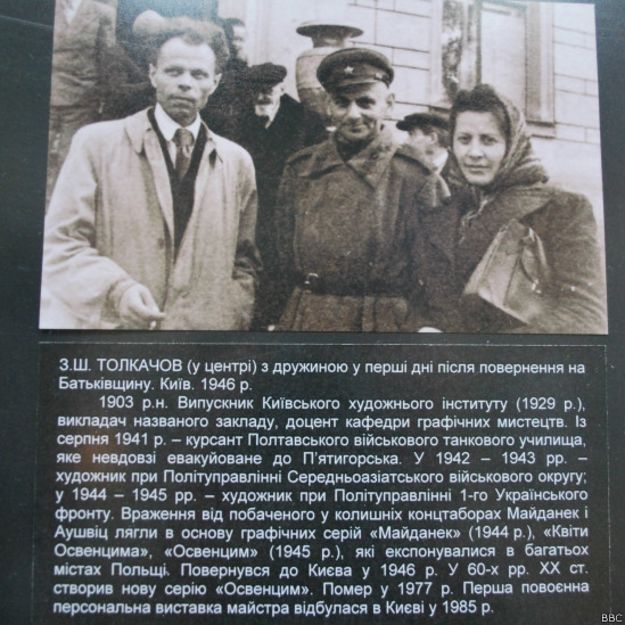 З.Ш. ТОЛКАЧОВ (у центрі) з дружиною у перші дні після повернення на
Батьківщину. Київ. 1946 р.
1903 р.н. Випускник Київського художнього інституту (1929 р.),
викладач названого закладу, доцент кафедри графічних мистецтв. Із
серпня 1941 р. – курсант Полтавського військового танкового училища,
яке невдовзі евакуйоване до П'ятигорська. У 1942 – 1943 рр. –
художник при Політуправлінні Середньоазіатського військового округу;
у 1944 – 1945 рр. – художник при Політуправлінні 1-го Українського
фронту. Враження від побаченого у колишніх концтаборах Майданек і
Аушвіц лягли в основу графічних серій «Майданек» (1944 р.), «Квіти
Освенцима», «Освенцим» (1945 р.), які експонувалися в багатьох
містах Польщі. Повернувся до Києва у 1946 р. У 60-х рр. ХХ ст.
створив нову серію «Освенцим». Помер у 1977 р. Перша повоєнна
персональна виставка майстра відбулася в Києві у 1985 р.
BBC